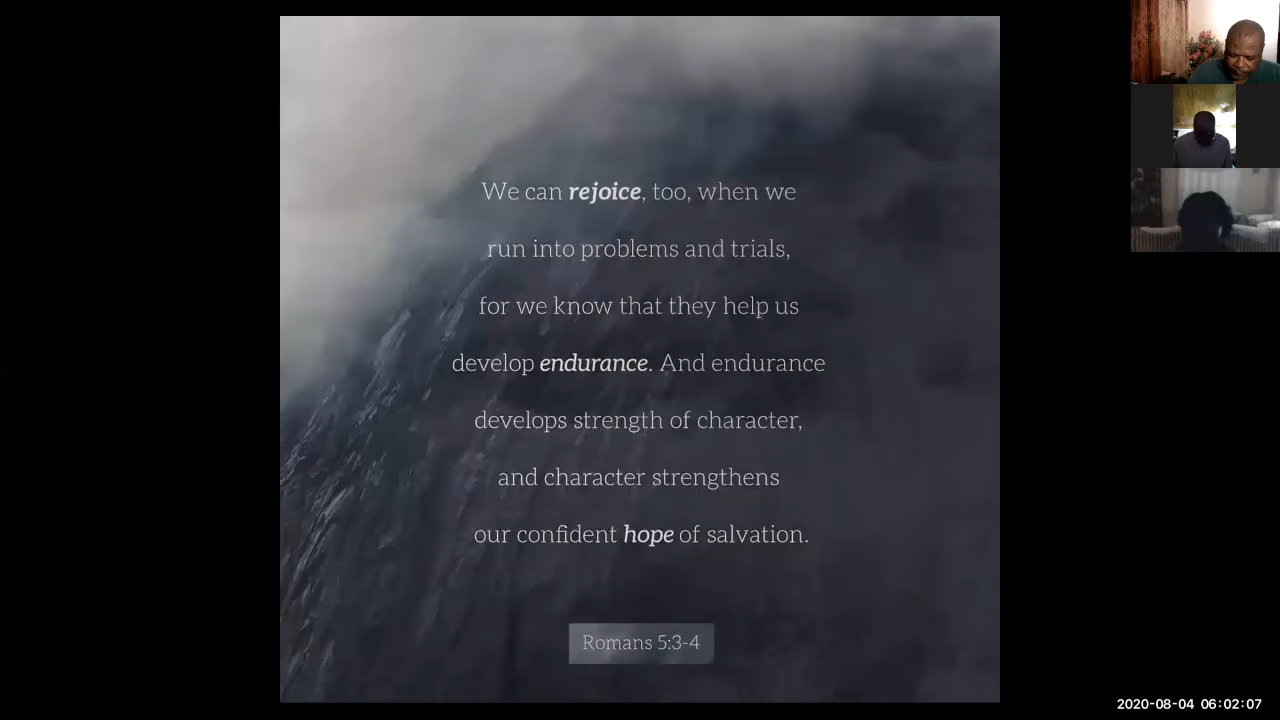 We can rejoice, too, when we
run into problems and trials,
for we know that they help us
develop endurance. And endurance
develops strength of character,
and character strengthens
our confident hope of salvation.
Romans 5:3-4
2020-08-04 06:02:07